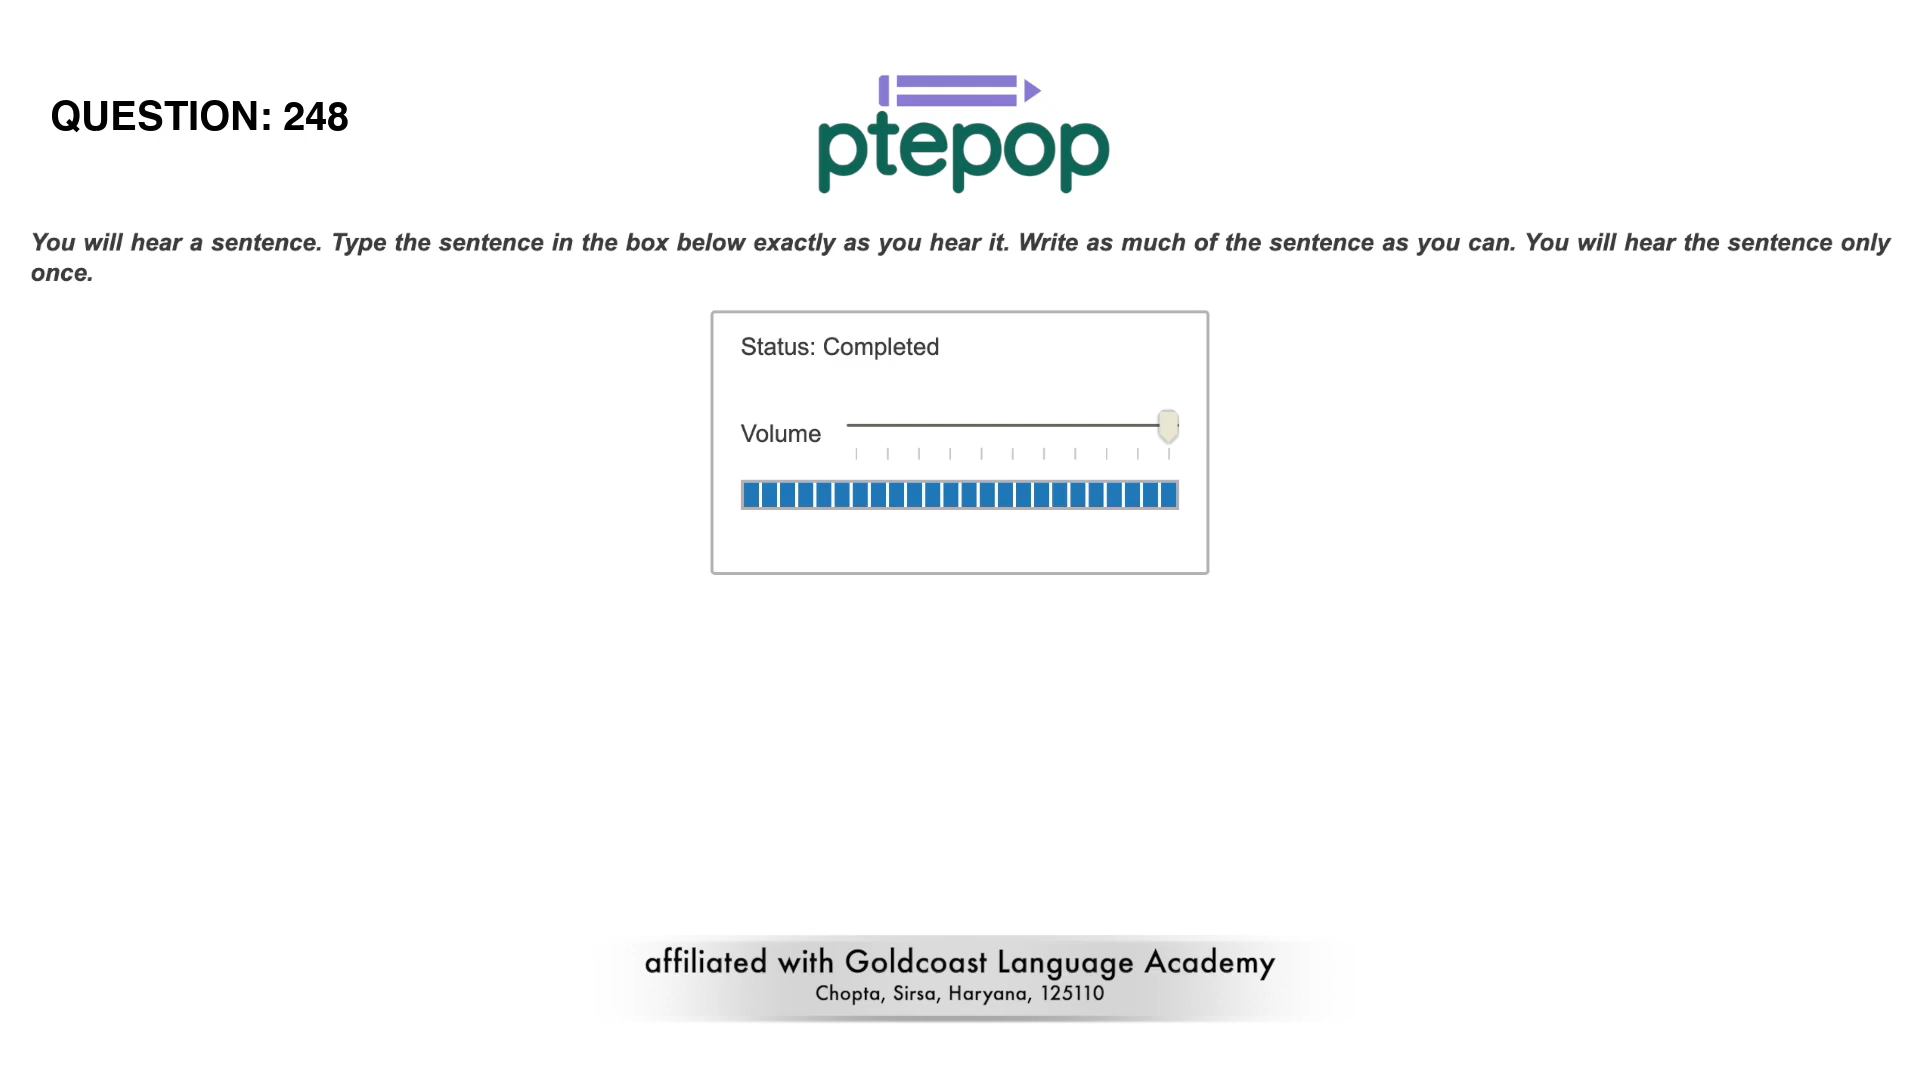 QUESTION: 248
ptepop
You will hear a sentence. Type the sentence in the box below exactly as you hear it. Write as much of the sentence as you can. You will hear the sentence only
once.
Status: Completed
Volume
affiliated with Goldcoast Language Academy
Chopta, Sirsa, Haryana, 125110